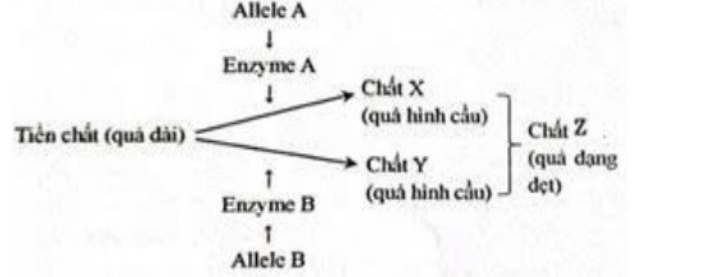 Allele A
Enzyme A
Chất X
(quả hình cầu)
Tiền chất (quả dài)
Chất Z
(quả dạng
dẹt)
Chất Y
(quả hình cầu)
Enzyme B
Allele B